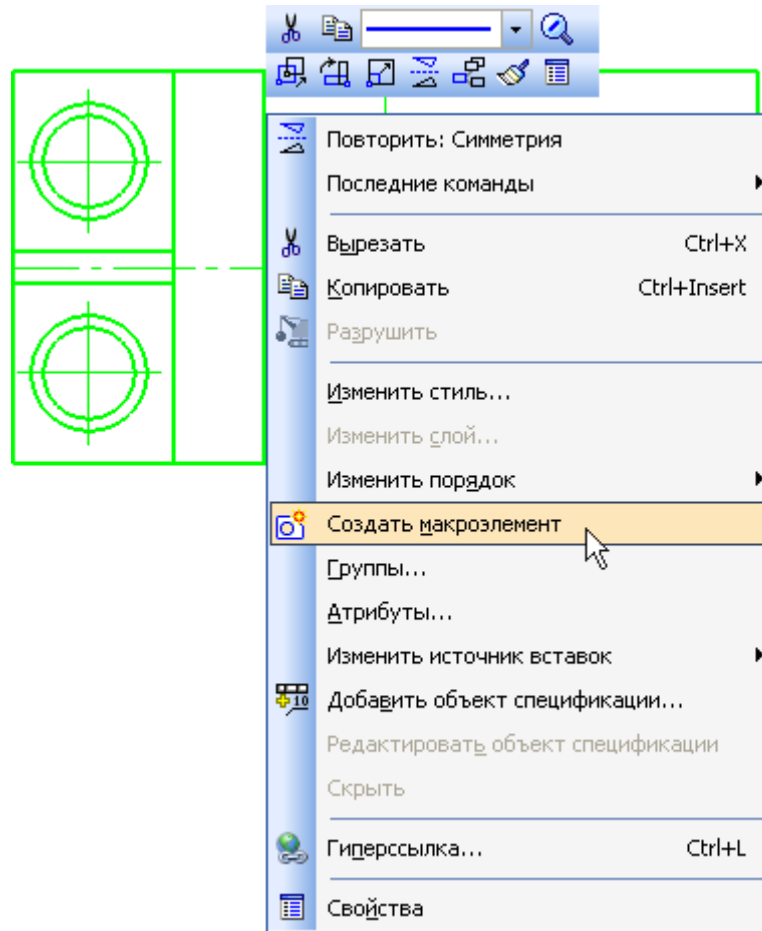 Повторить: Симметрия
Последние команды
Вырезать Ctrl+X
Копировать Ctrl+Insert
Разрушить
Изменить стиль...
Изменить слой...
Изменить порядок
Создать макроэлемент
Группы...
Атрибуты...
Изменить источник вставок
10 Добавить объект спецификации...
Редактировать объект спецификации
Скрыть
Гиперссылка... Ctrl+L
Свойства